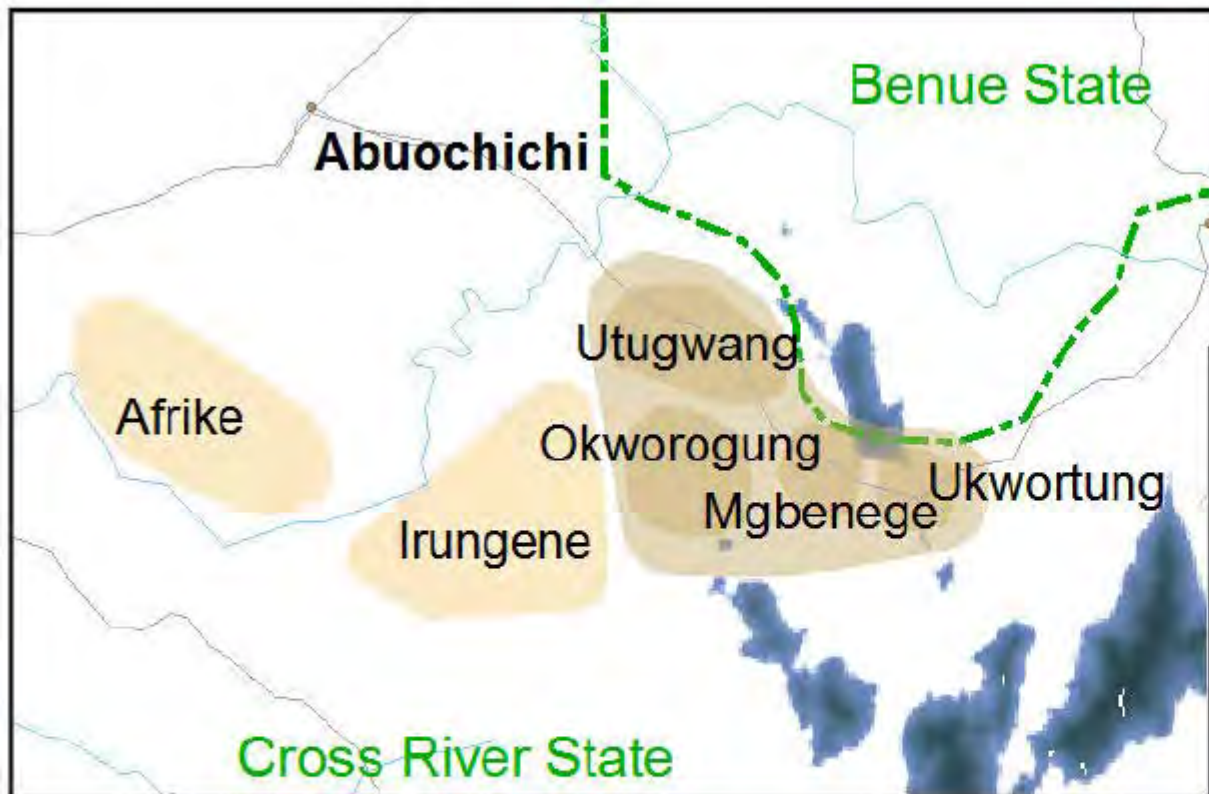 Benue State
Abuochichi
Utugwang
Afrike
Okworogung
Ukwortung
Mgbenege
Irungene
Cross River State